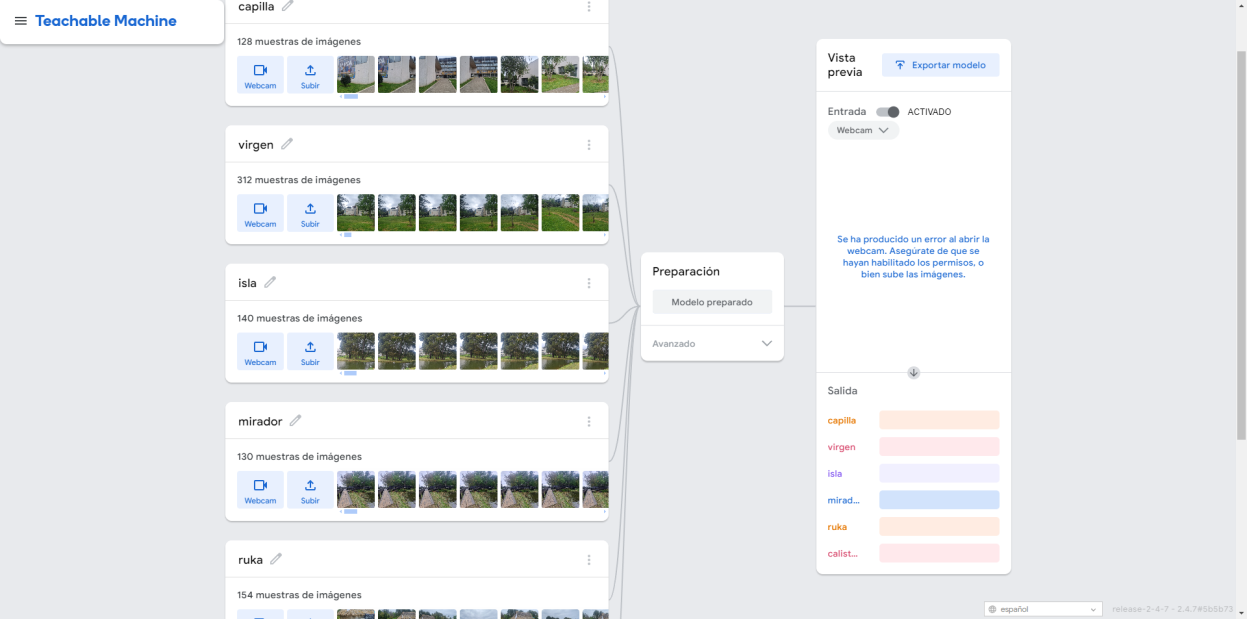 Teachable Machine
capilla
128 muestras de imágenes
Webcam
Subir
virgen
312 muestras de imágenes
Webcam
Subir
isla
140 muestras de imágenes
Webcam
Subir
mirador
130 muestras de imágenes
Webcam
Subir
ruka
154 muestras de imágenes
Preparación
Modelo preparado
Avanzado
Vista
previa
Exportar modelo
Entrada
ACTIVADO
Webcam
Se ha producido un error al abrir la
webcam. Asegúrate de que se
hayan habilitado los permisos, o
bien sube las imágenes.
Salida
capilla
virgen
isla
mirad...
ruka
calist...
español
release-2-4-7 - 2.4.7#5b6b73